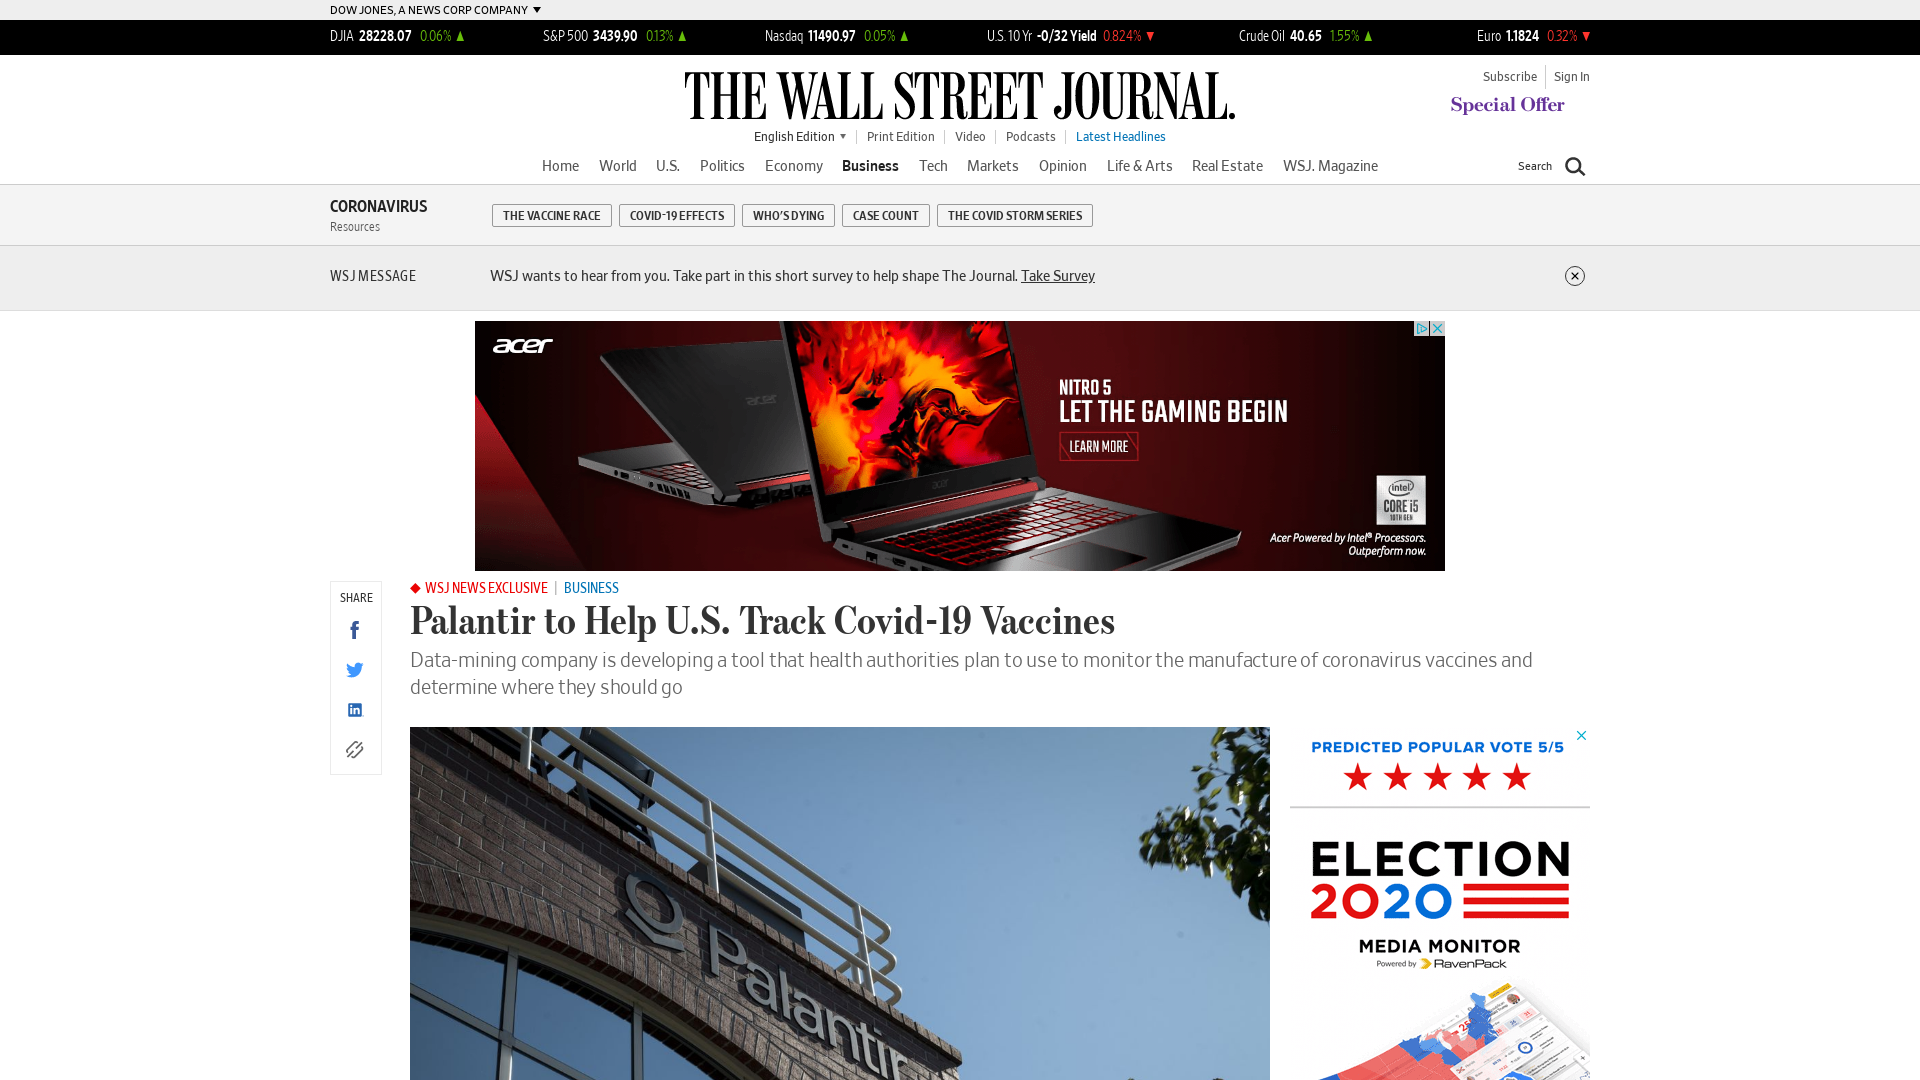 DOW JONES, A NEWS CORP COMPANY
DJIA 28228.07 0.06% S&P 500 3439.90 0.13% Nasdaq 11490.97 0.05% U.S. 10 Yr -0/32 Yield 0.824% Crude Oil 40.65 1.55% Euro 1.1824 0.32%
Subscribe Sign In
THE WALL STREET JOURNAL.
Special Offer
English Edition Print Edition Video Podcasts Latest Headlines
Home World U.S. Politics Economy Business Tech Markets Opinion Life & Arts Real Estate WSJ. Magazine Search
CORONAVIRUS
Resources
THE VACCINE RACE COVID-19 EFFECTS WHO'S DYING CASE COUNT THE COVID STORM SERIES
WSJ MESSAGE WSJ wants to hear from you. Take part in this short survey to help shape The Journal. Take Survey
acer
acer
acer
NITRO 5
LET THE GAMING BEGIN
LEARN MORE
intel
CORE i5
10TH GEN
Acer Powered by Intel® Processors.
Outperform now.
SHARE
WSJ NEWS EXCLUSIVE | BUSINESS
Palantir to Help U.S. Track Covid-19 Vaccines
Data-mining company is developing a tool that health authorities plan to use to monitor the manufacture of coronavirus vaccines and
determine where they should go
Palantir
PREDICTED POPULAR VOTE 5/5
ELECTION
2020
MEDIA MONITOR
Powered by RavenPack